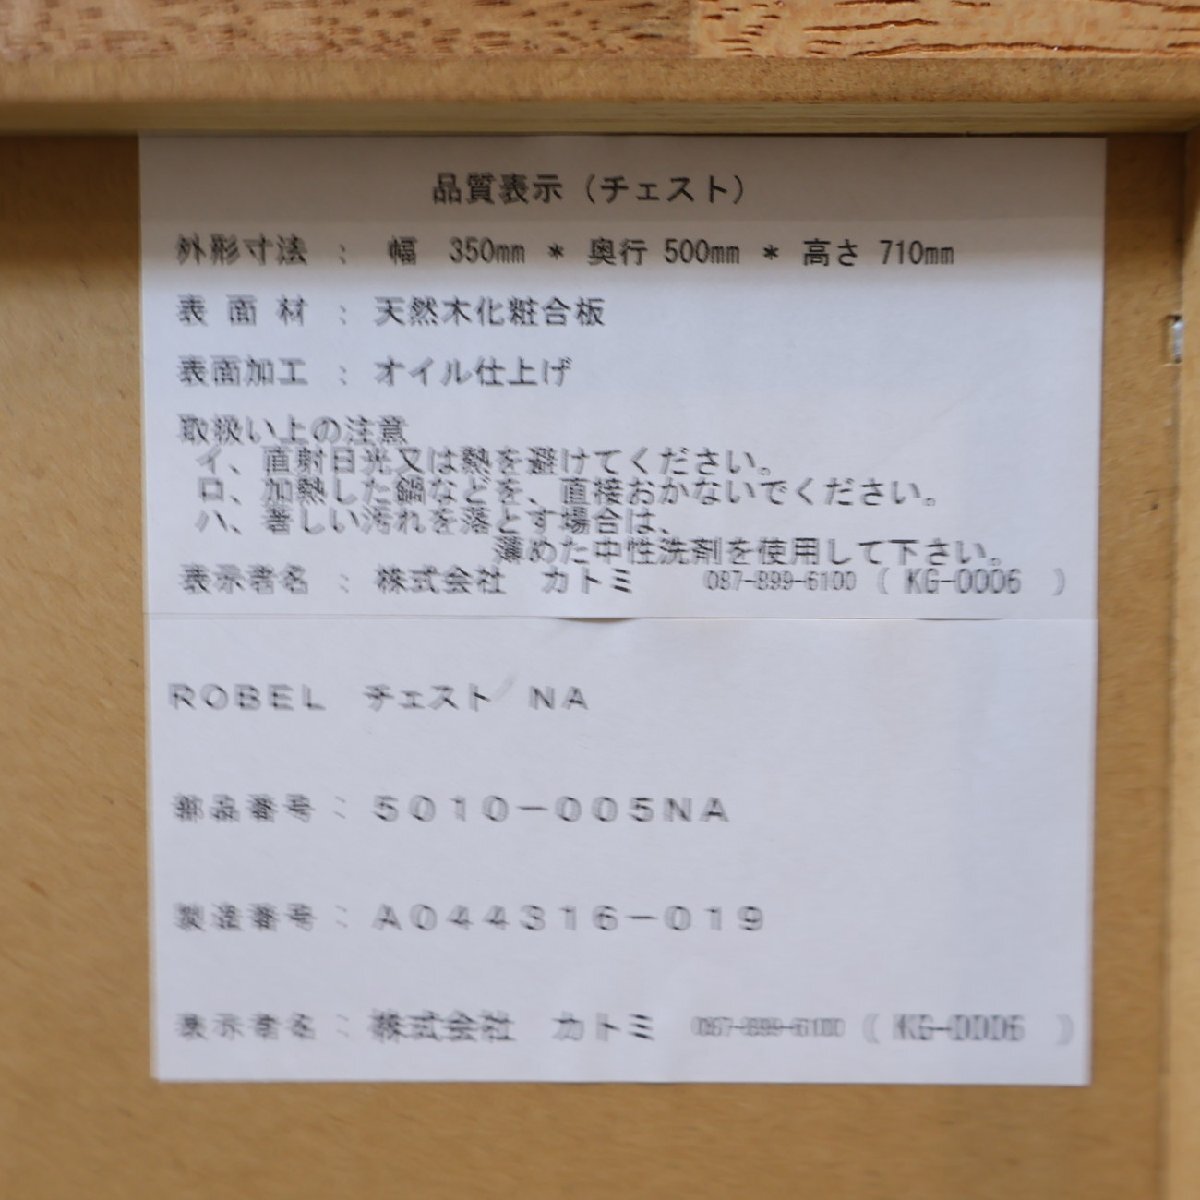 品質表示（チェスト）
外形寸法 ： 幅 350mm * 奥行 500mm * 高さ 710mm
表面材 ： 天然木化粧合板
表面加工 ： オイル仕上げ
取扱い上の注意
イ、直射日光又は熱を避けてください。
ロ、加熱した鍋などを、直接おかないでください。
ハ、著しい汚れを落とす場合は、
薄めた中性洗剤を使用して下さい。
表示者名 ： 株式会社 カトミ 087-899-6100（ KG-0006 ）
ＲＯＢＥＬ チェスト／ＮＡ
部品番号：５０１０－００５ＮＡ
製造番号：Ａ０４４３１６－０１９
表示者名：株式会社 カトミ 087-899-6100（ KG-0006 ）